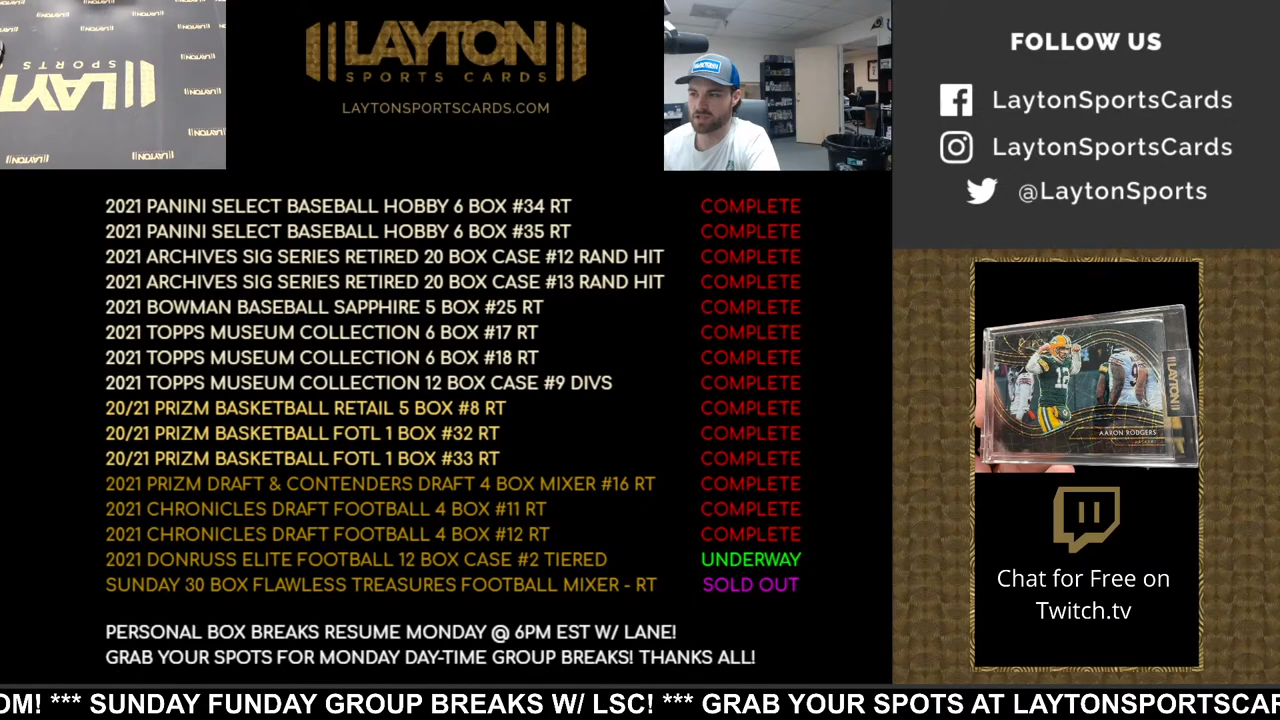 LAYTON
SPORTS CARDS
LAYTONSPORTSCARDS.COM
FOLLOW US
LaytonSportsCards
LaytonSportsCards
@LaytonSports
2021 PANINI SELECT BASEBALL HOBBY 6 BOX #34 RT COMPLETE
2021 PANINI SELECT BASEBALL HOBBY 6 BOX #35 RT COMPLETE
2021 ARCHIVES SIG SERIES RETIRED 20 BOX CASE #12 RAND HIT COMPLETE
2021 ARCHIVES SIG SERIES RETIRED 20 BOX CASE #13 RAND HIT COMPLETE
2021 BOWMAN BASEBALL SAPPHIRE 5 BOX #25 RT COMPLETE
2021 TOPPS MUSEUM COLLECTION 6 BOX #17 RT COMPLETE
2021 TOPPS MUSEUM COLLECTION 6 BOX #18 RT COMPLETE
2021 TOPPS MUSEUM COLLECTION 12 BOX CASE #9 DIVS COMPLETE
20/21 PRIZM BASKETBALL RETAIL 5 BOX #8 RT COMPLETE
20/21 PRIZM BASKETBALL FOTL 1 BOX #32 RT COMPLETE
20/21 PRIZM BASKETBALL FOTL 1 BOX #33 RT COMPLETE
2021 PRIZM DRAFT & CONTENDERS DRAFT 4 BOX MIXER #16 RT COMPLETE
2021 CHRONICLES DRAFT FOOTBALL 4 BOX #11 RT COMPLETE
2021 CHRONICLES DRAFT FOOTBALL 4 BOX #12 RT COMPLETE
2021 DONRUSS ELITE FOOTBALL 12 BOX CASE #2 TIERED UNDERWAY
SUNDAY 30 BOX FLAWLESS TREASURES FOOTBALL MIXER - RT SOLD OUT
PERSONAL BOX BREAKS RESUME MONDAY @ 6PM EST W/ LANE!
GRAB YOUR SPOTS FOR MONDAY DAY-TIME GROUP BREAKS! THANKS ALL!
AARON RODGERS
LAYTON
Chat for Free on
Twitch.tv
OM! *** SUNDAY FUNDAY GROUP BREAKS W/ LSC! *** GRAB YOUR SPOTS AT LAYTONSPORTSCAR